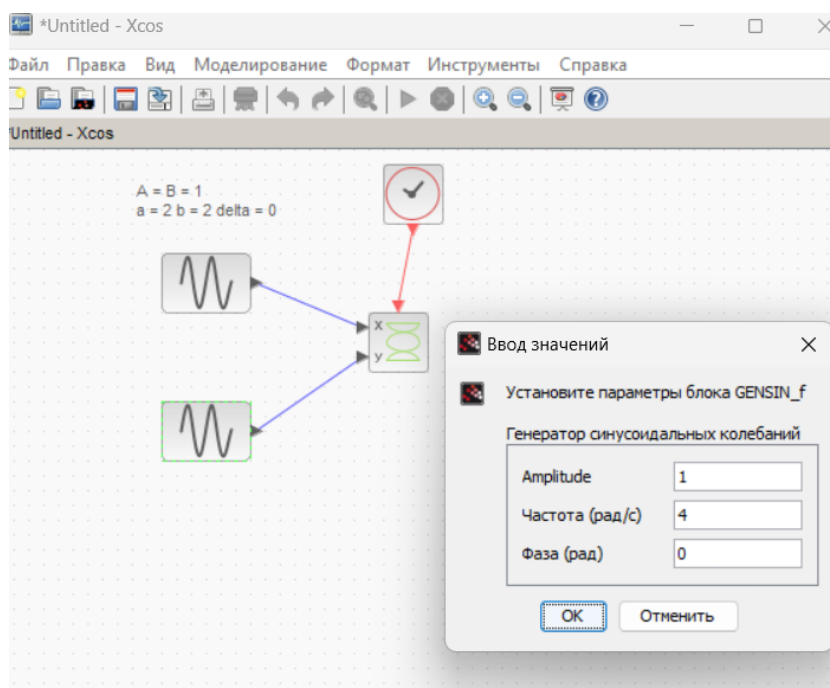 *Untitled - Xcos
Файл Правка Вид Моделирование Формат Инструменты Справка
*Untitled - Xcos
A = B = 1
a = 2 b = 2 delta = 0
x
y
Ввод значений
Установите параметры блока GENSIN_f
Генератор синусоидальных колебаний
Amplitude 1
Частота (рад/с) 4
Фаза (рад) 0
OK Отменить